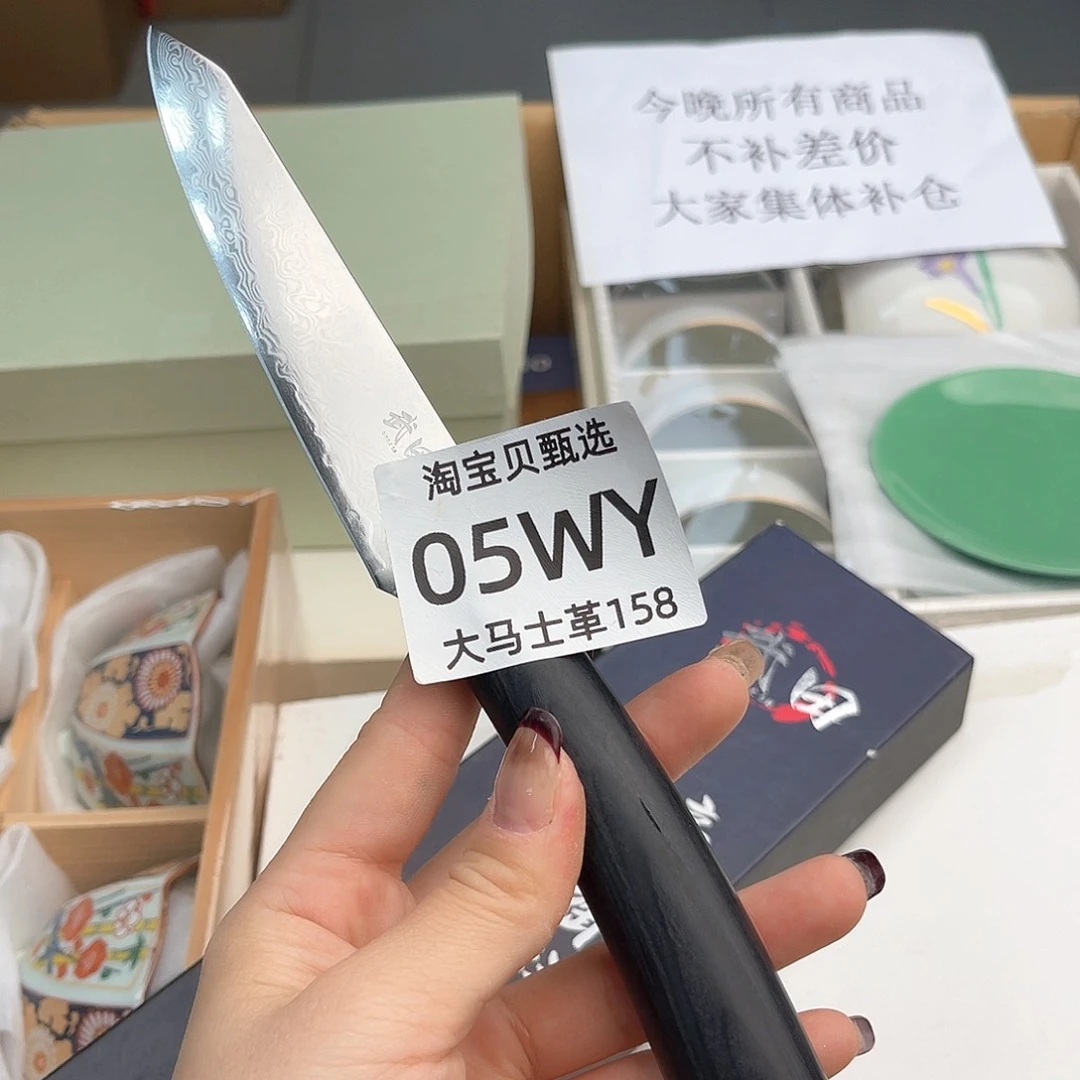 今晚所有商品
不补差价
大家集体补仓
淘宝贝甄选
05WY
大马士革158